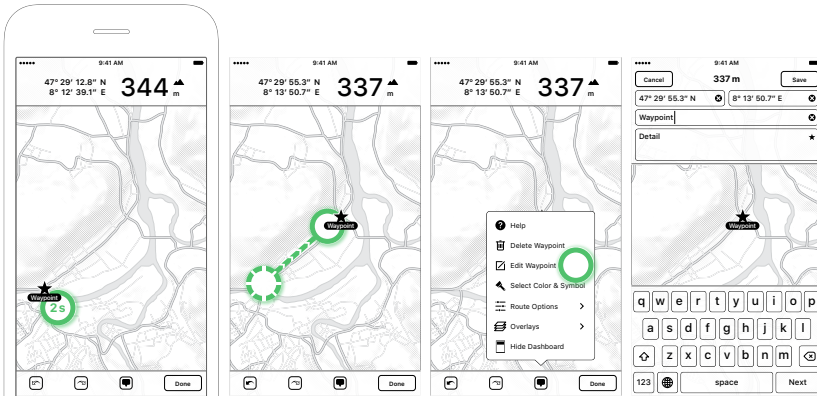 9:41 AM
47° 29′ 12.8″ N
8° 12′ 39.1″ E
344 m
Waypoint
2 s
Done
9:41 AM
47° 29′ 55.3″ N
8° 13′ 50.7″ E
337 m
Waypoint
Done
9:41 AM
47° 29′ 55.3″ N
8° 13′ 50.7″ E
337 m
Help
Delete Waypoint
Edit Waypoint
Select Color & Symbol
Route Options
Overlays
Hide Dashboard
Done
9:41 AM
Cancel 337 m Save
47° 29′ 55.3″ N 8° 13′ 50.7″ E
Waypoint
Detail
Waypoint
q w e r t y u i o p
a s d f g h j k l
z x c v b n m
123 space Next